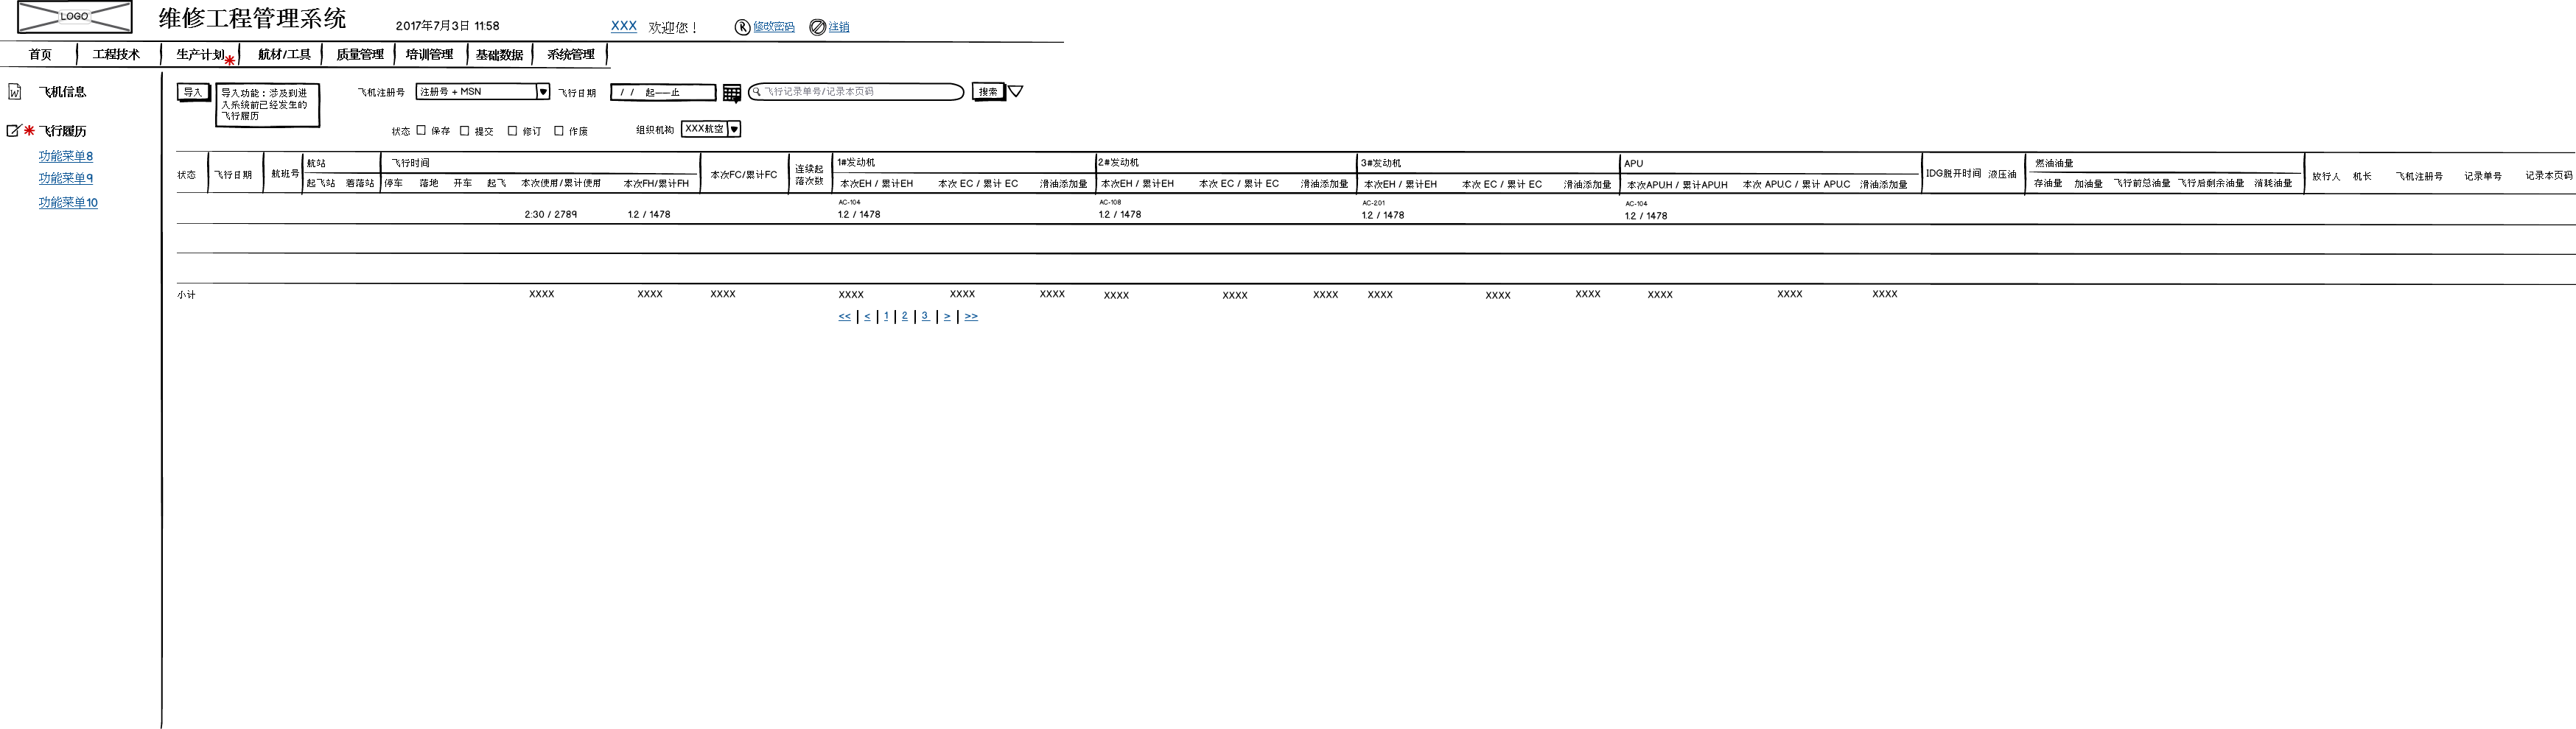 LOGO
维修工程管理系统
2017年7月3日 11:58
XXX 欢迎您！
修改密码
注销
首页 工程技术 生产计划 航材/工具 质量管理 培训管理 基础数据 系统管理
飞机信息
飞行履历
功能菜单8
功能菜单9
功能菜单10
导入
导入功能：涉及到进
入系统前已经发生的
飞行履历
飞机注册号 注册号 + MSN 飞行日期 / / 起——止 飞行记录单号/记录本页码 搜索
状态 保存 提交 修订 作废 组织机构 XXX航空
航站 飞行时间 1#发动机 2#发动机 3#发动机 APU 燃油油量
状态 飞行日期 航班号 本次FC/累计FC 连续起
落次数
IDG脱开时间 液压油 放行人 机长 飞机注册号 记录单号 记录本页码
起飞站 着落站 停车 落地 开车 起飞 本次使用/累计使用 本次FH/累计FH 本次EH / 累计EH 本次 EC / 累计 EC 滑油添加量 本次EH / 累计EH 本次 EC / 累计 EC 滑油添加量 本次EH / 累计EH 本次 EC / 累计 EC 滑油添加量 本次APUH / 累计APUH 本次 APU.C / 累计 APU.C 滑油添加量 存油量 加油量 飞行前总油量 飞行后剩余油量 消耗油量
AC-104 AC-108 AC-201 AC-104
2:30 / 2789 1.2 / 1478 1.2 / 1478 1.2 / 1478 1.2 / 1478 1.2 / 1478
小计 XXXX XXXX XXXX XXXX XXXX XXXX XXXX XXXX XXXX XXXX XXXX XXXX XXXX XXXX XXXX
<< | < | 1 | 2 | 3 | > | >>